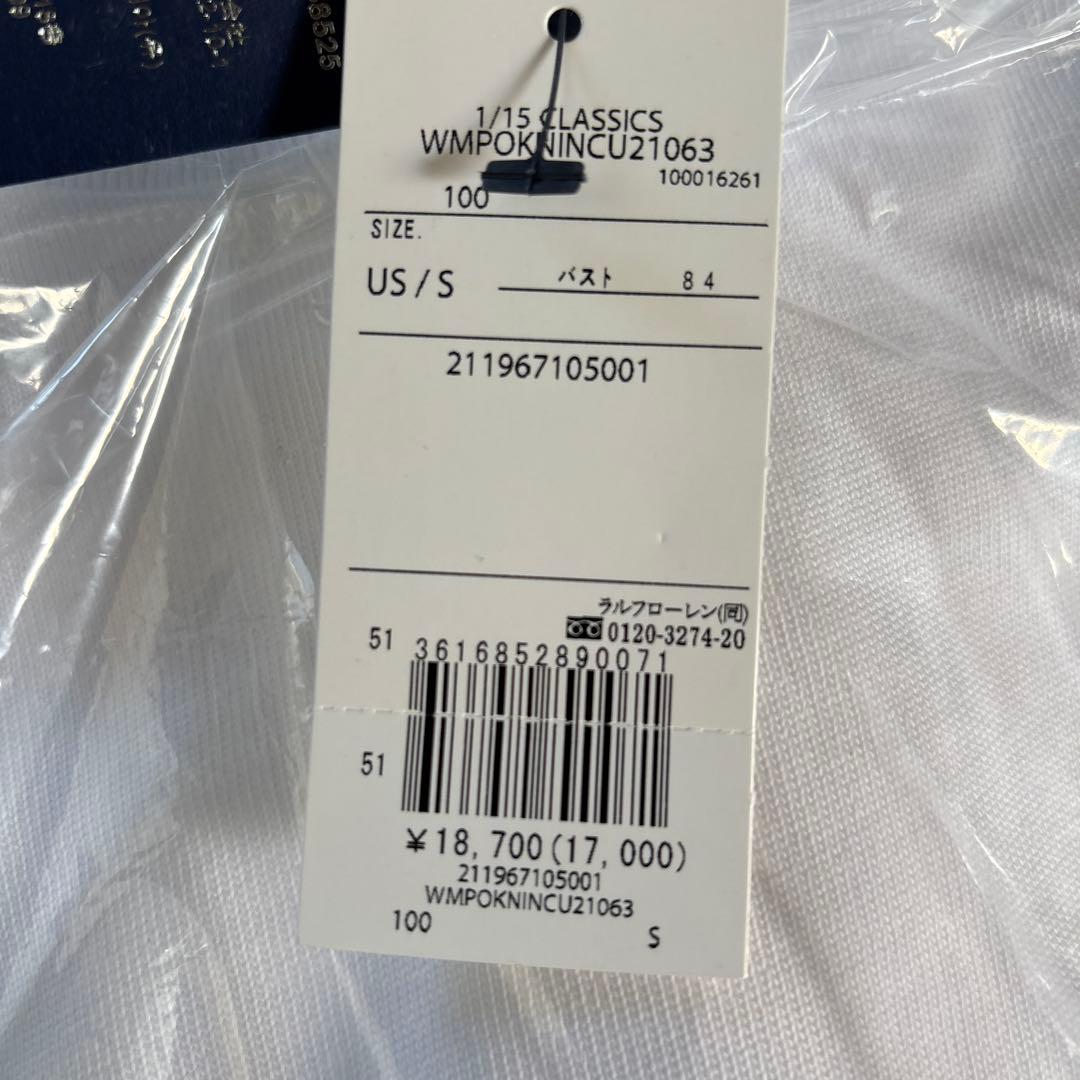 8525
1/15 CLASSICS
WMPOKNINCU21063
100016261
100
SIZE.
US / S バスト 84
211967105001
ラルフローレン(同)
0120-3274-20
51 3616852890071
51
¥18,700(17,000)
211967105001
WMPOKNINCU21063
100 S